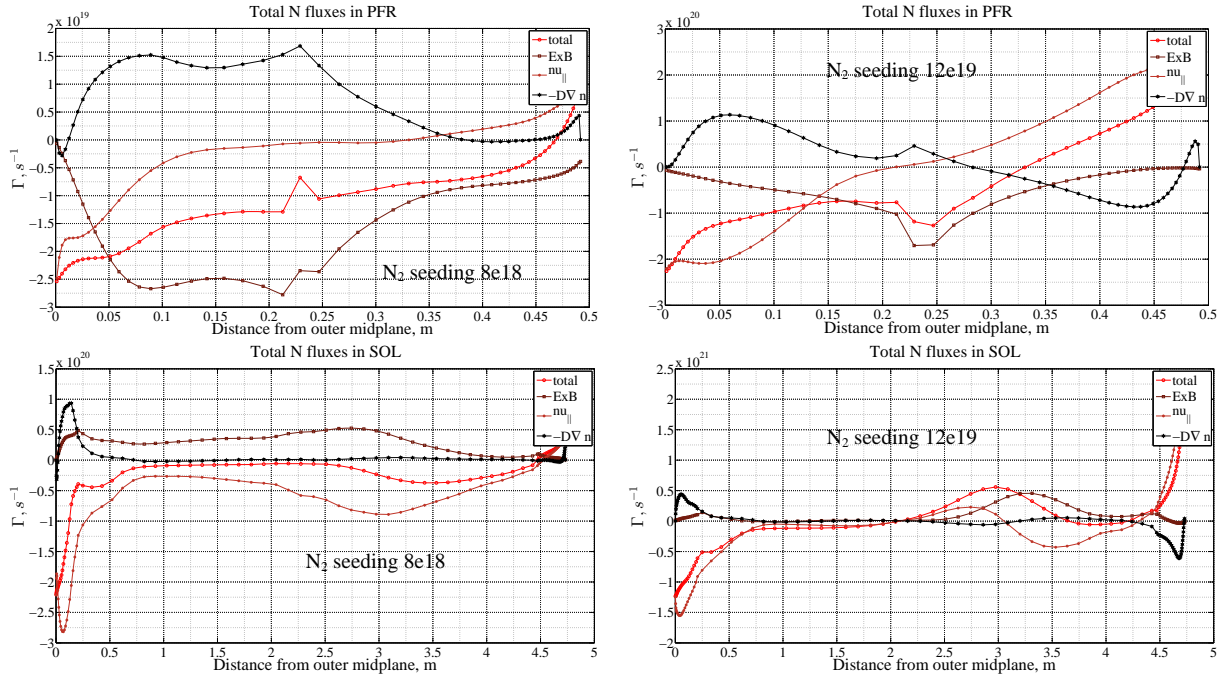 Total N fluxes in PFR
x 10^19
2
1.5
1
0.5
0
−0.5
−1
−1.5
−2
−2.5
−3
Γ, s^−1
total
ExB
nu_||
−D∇ n
N_2 seeding 8e18
0 0.05 0.1 0.15 0.2 0.25 0.3 0.35 0.4 0.45 0.5
Distance from outer midplane, m
Total N fluxes in PFR
x 10^20
3
2
1
0
−1
−2
−3
Γ, s^−1
total
ExB
nu_||
−D∇ n
N_2 seeding 12e19
0 0.05 0.1 0.15 0.2 0.25 0.3 0.35 0.4 0.45 0.5
Distance from outer midplane, m
Total N fluxes in SOL
x 10^20
1.5
1
0.5
0
−0.5
−1
−1.5
−2
−2.5
−3
Γ, s^−1
total
ExB
nu_||
−D∇ n
N_2 seeding 8e18
0 0.5 1 1.5 2 2.5 3 3.5 4 4.5 5
Distance from outer midplane, m
Total N fluxes in SOL
x 10^21
2.5
2
1.5
1
0.5
0
−0.5
−1
−1.5
−2
Γ, s^−1
total
ExB
nu_||
−D∇ n
N_2 seeding 12e19
0 0.5 1 1.5 2 2.5 3 3.5 4 4.5 5
Distance from outer midplane, m